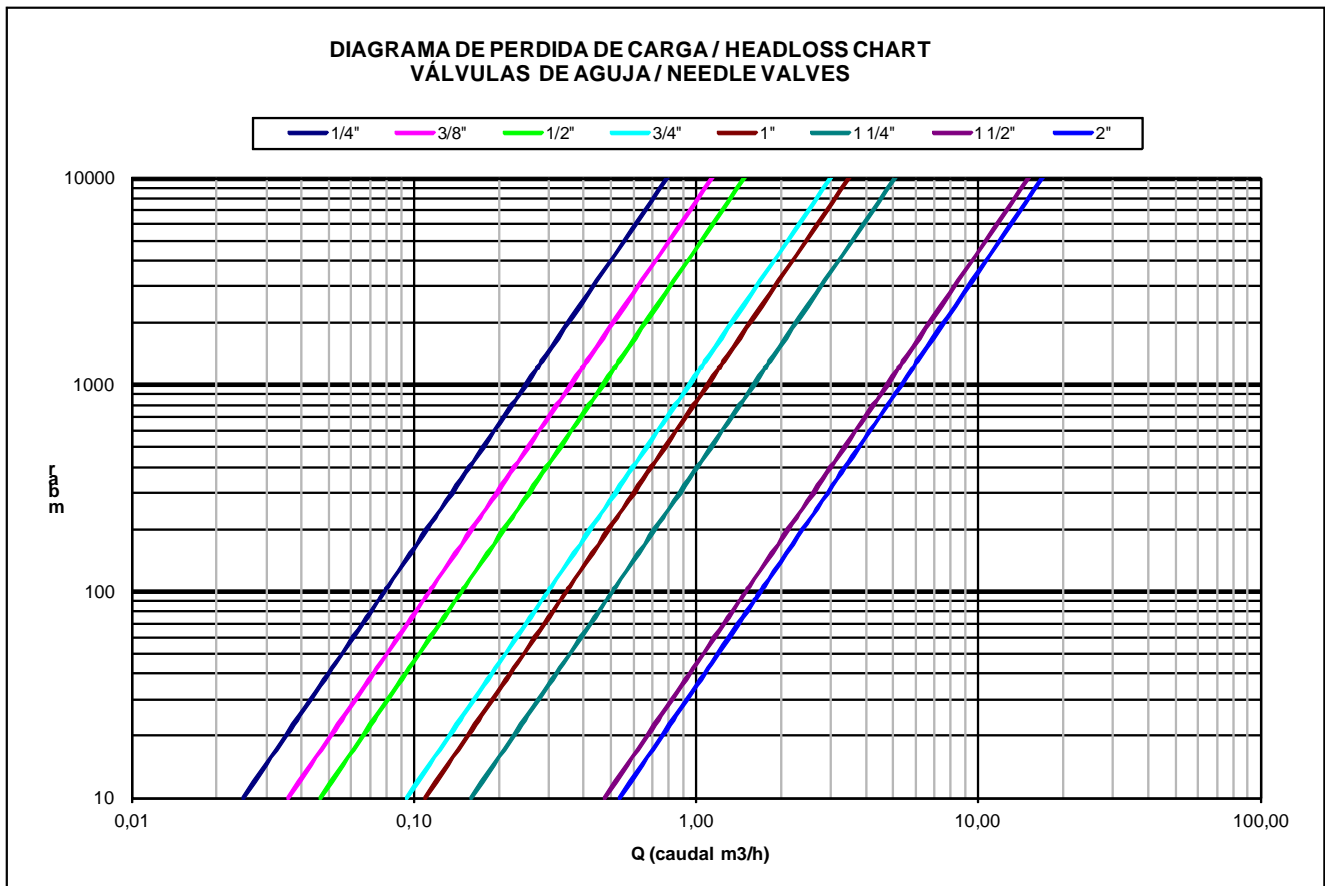 DIAGRAMA DE PERDIDA DE CARGA / HEADLOSS CHART
VÁLVULAS DE AGUJA / NEEDLE VALVES
1/4" 3/8" 1/2" 3/4" 1" 1 1/4" 1 1/2" 2"
10000
1000
100
10
mbar
0,01 0,10 1,00 10,00 100,00
Q (caudal m3/h)